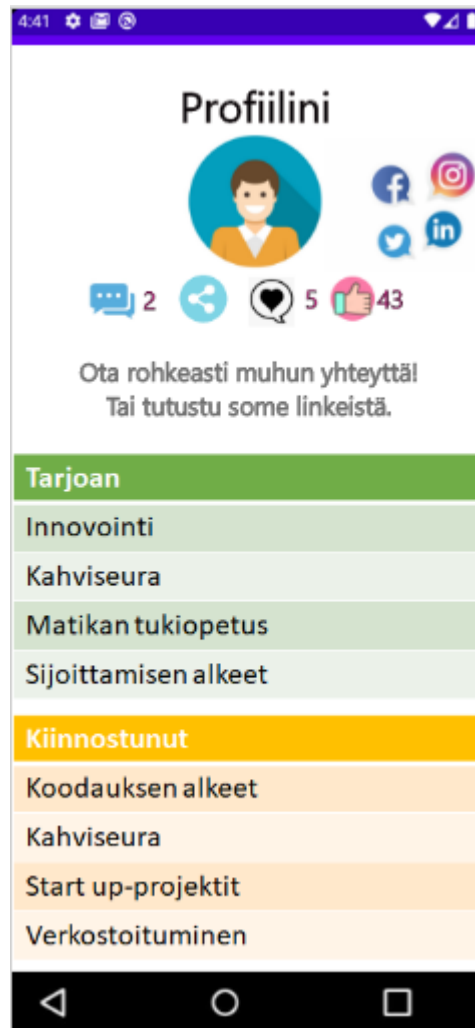 4:41
Profiilini
f
in
2
5
43
Ota rohkeasti muhun yhteyttä!
Tai tutustu some linkeistä.
Tarjoan
Innovointi
Kahviseura
Matikan tukiopetus
Sijoittamisen alkeet
Kiinnostunut
Koodauksen alkeet
Kahviseura
Start up-projektit
Verkostoituminen